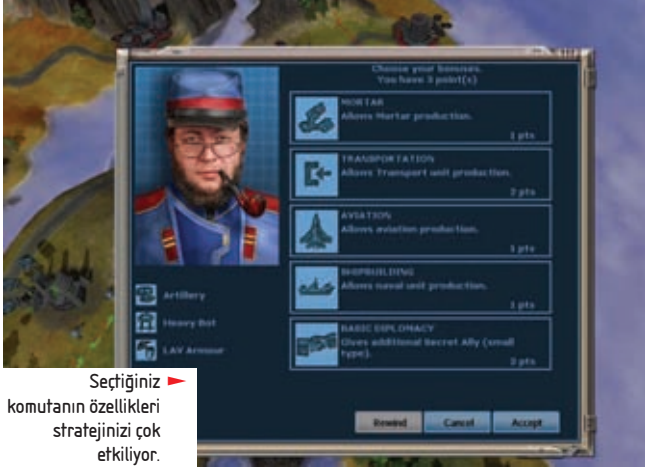 Choose your bonuses.
You have 3 point(s)
MORTAR
Allows Mortar production.
1 pts
TRANSPORTATION
Allows Transport unit production.
2 pts
AVIATION
Allows aviation production.
1 pts
SHIPBUILDING
Allows naval unit production.
1 pts
BASIC DIPLOMACY
Gives additional Secret Ally (small
type).
2 pts
Artillery
Heavy Bot
LAV Armour
Rewind
Cancel
Accept
Seçtiğiniz
komutanın özellikleri
stratejinizi çok
etkiliyor.